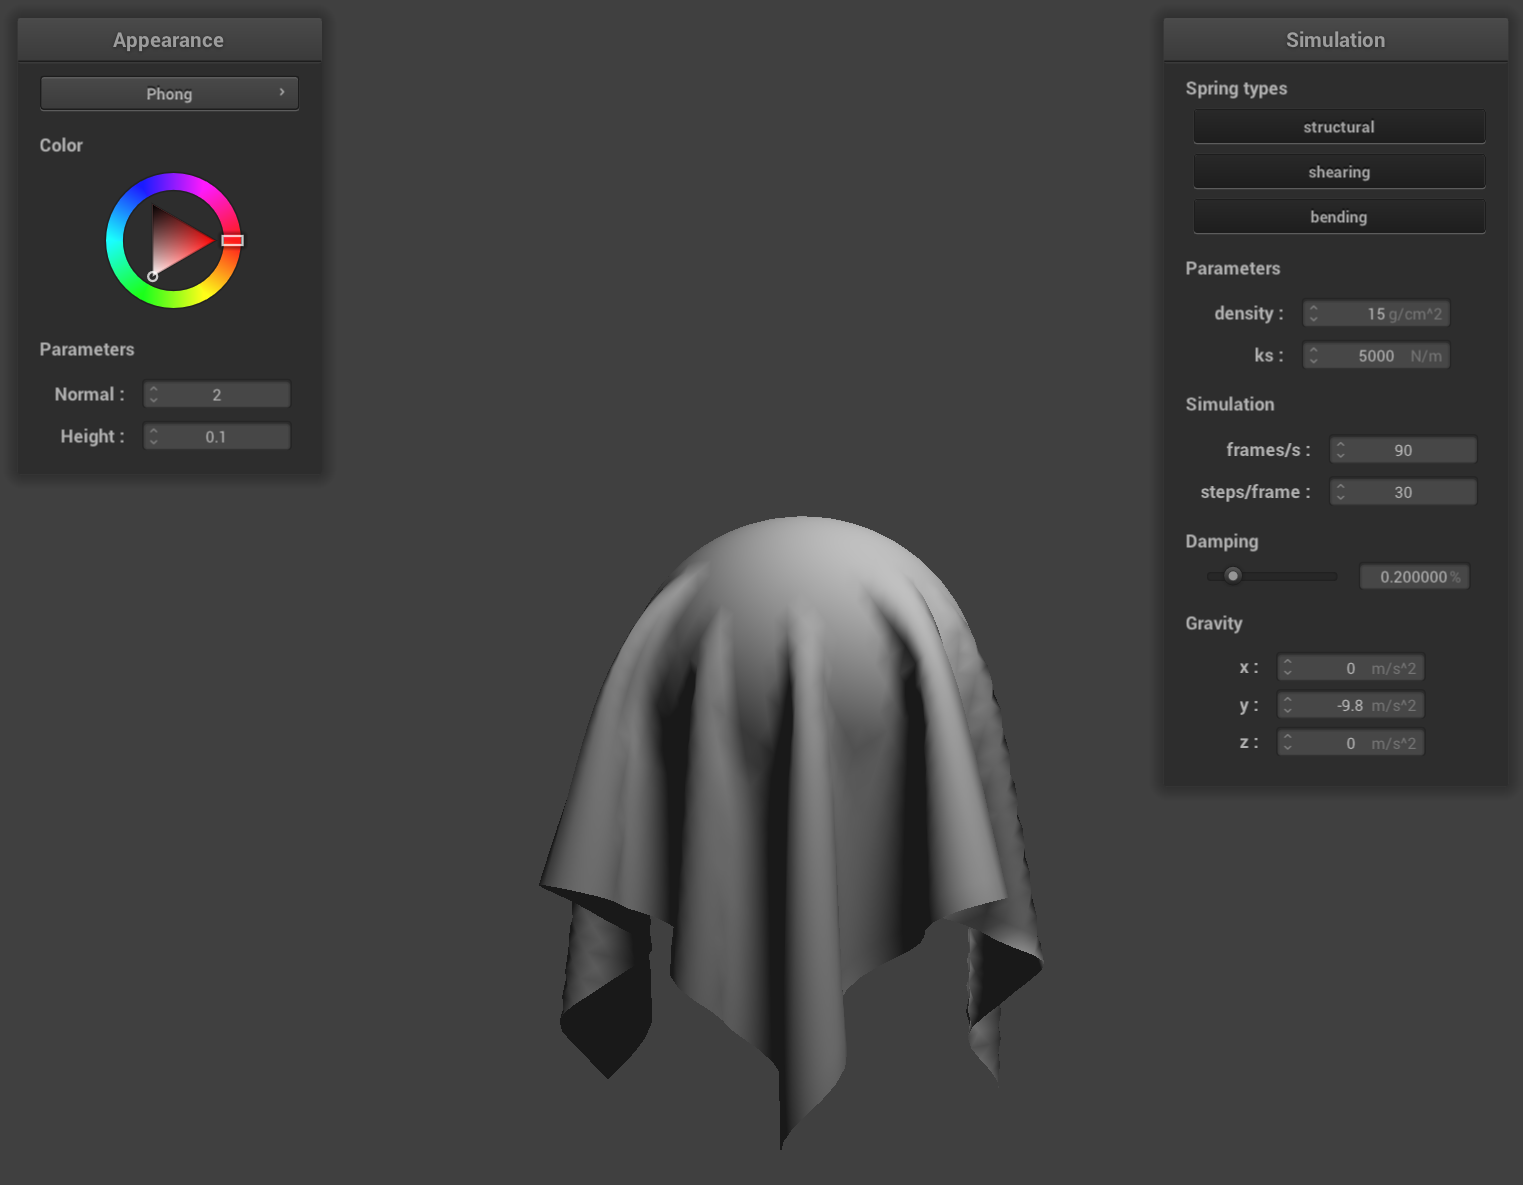 Appearance
Phong
Color
Parameters
Normal : 2
Height : 0.1
Simulation
Spring types
structural
shearing
bending
Parameters
density : 15 g/cm^2
ks : 5000 N/m
Simulation
frames/s : 90
steps/frame : 30
Damping
0.200000 %
Gravity
x : 0 m/s^2
y : -9.8 m/s^2
z : 0 m/s^2